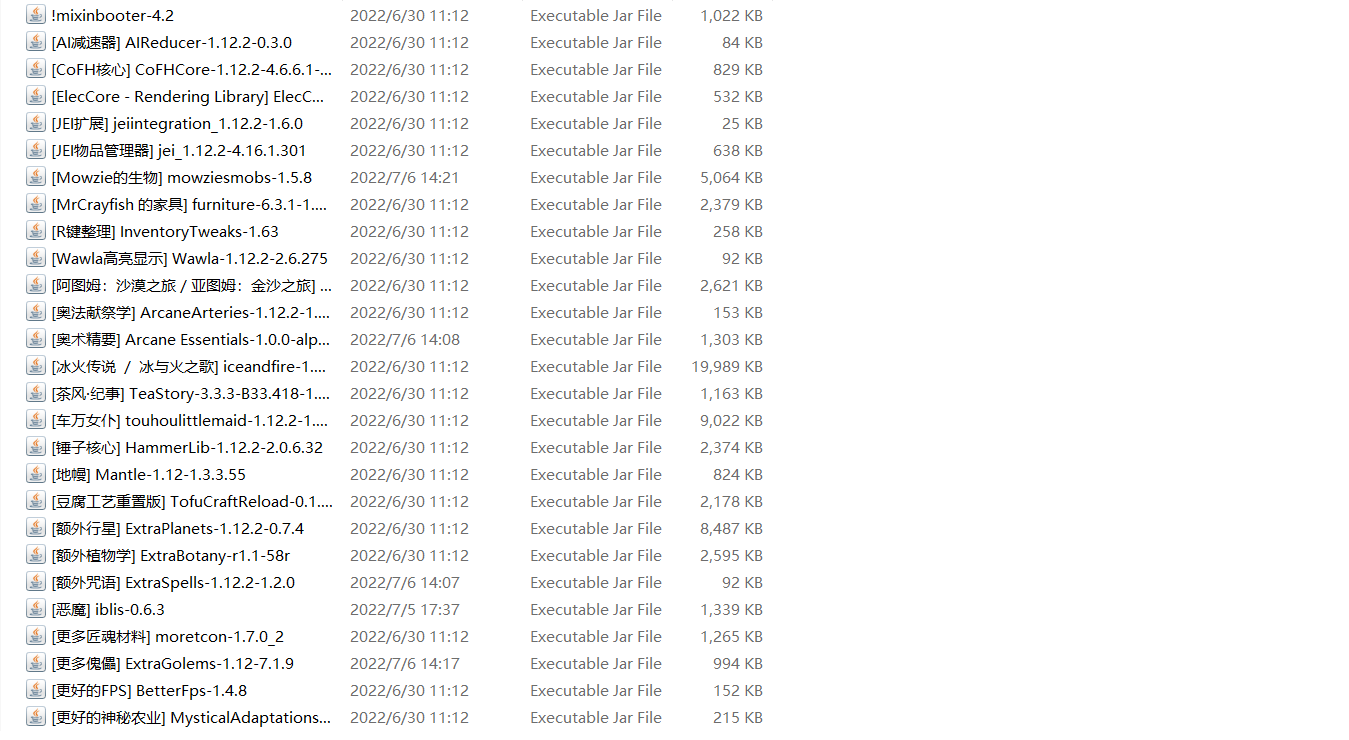 !mixinbooter-4.2 2022/6/30 11:12 Executable Jar File 1,022 KB
[AI减速器] AIReducer-1.12.2-0.3.0 2022/6/30 11:12 Executable Jar File 84 KB
[CoFH核心] CoFHCore-1.12.2-4.6.6.1-... 2022/6/30 11:12 Executable Jar File 829 KB
[ElecCore - Rendering Library] ElecC... 2022/6/30 11:12 Executable Jar File 532 KB
[JEI扩展] jeiintegration_1.12.2-1.6.0 2022/6/30 11:12 Executable Jar File 25 KB
[JEI物品管理器] jei_1.12.2-4.16.1.301 2022/6/30 11:12 Executable Jar File 638 KB
[Mowzie的生物] mowziesmobs-1.5.8 2022/7/6 14:21 Executable Jar File 5,064 KB
[MrCrayfish 的家具] furniture-6.3.1-1.... 2022/6/30 11:12 Executable Jar File 2,379 KB
[R键整理] InventoryTweaks-1.63 2022/6/30 11:12 Executable Jar File 258 KB
[Wawla高亮显示] Wawla-1.12.2-2.6.275 2022/6/30 11:12 Executable Jar File 92 KB
[阿图姆：沙漠之旅 / 亚图姆：金沙之旅] ... 2022/6/30 11:12 Executable Jar File 2,621 KB
[奥法献祭学] ArcaneArteries-1.12.2-1.... 2022/6/30 11:12 Executable Jar File 153 KB
[奥术精要] Arcane Essentials-1.0.0-alp... 2022/7/6 14:08 Executable Jar File 1,303 KB
[冰火传说 / 冰与火之歌] iceandfire-1.... 2022/6/30 11:12 Executable Jar File 19,989 KB
[茶风·纪事] TeaStory-3.3.3-B33.418-1.... 2022/6/30 11:12 Executable Jar File 1,163 KB
[车万女仆] touhoulittlemaid-1.12.2-1.... 2022/6/30 11:12 Executable Jar File 9,022 KB
[锤子核心] HammerLib-1.12.2-2.0.6.32 2022/6/30 11:12 Executable Jar File 2,374 KB
[地幔] Mantle-1.12-1.3.3.55 2022/6/30 11:12 Executable Jar File 824 KB
[豆腐工艺重置版] TofuCraftReload-0.1.... 2022/6/30 11:12 Executable Jar File 2,178 KB
[额外行星] ExtraPlanets-1.12.2-0.7.4 2022/6/30 11:12 Executable Jar File 8,487 KB
[额外植物学] ExtraBotany-r1.1-58r 2022/6/30 11:12 Executable Jar File 2,595 KB
[额外咒语] ExtraSpells-1.12.2-1.2.0 2022/7/6 14:07 Executable Jar File 92 KB
[恶魔] iblis-0.6.3 2022/7/5 17:37 Executable Jar File 1,339 KB
[更多匠魂材料] moretcon-1.7.0_2 2022/6/30 11:12 Executable Jar File 1,265 KB
[更多傀儡] ExtraGolems-1.12-7.1.9 2022/7/6 14:17 Executable Jar File 994 KB
[更好的FPS] BetterFps-1.4.8 2022/6/30 11:12 Executable Jar File 152 KB
[更好的神秘农业] MysticalAdaptations... 2022/6/30 11:12 Executable Jar File 215 KB